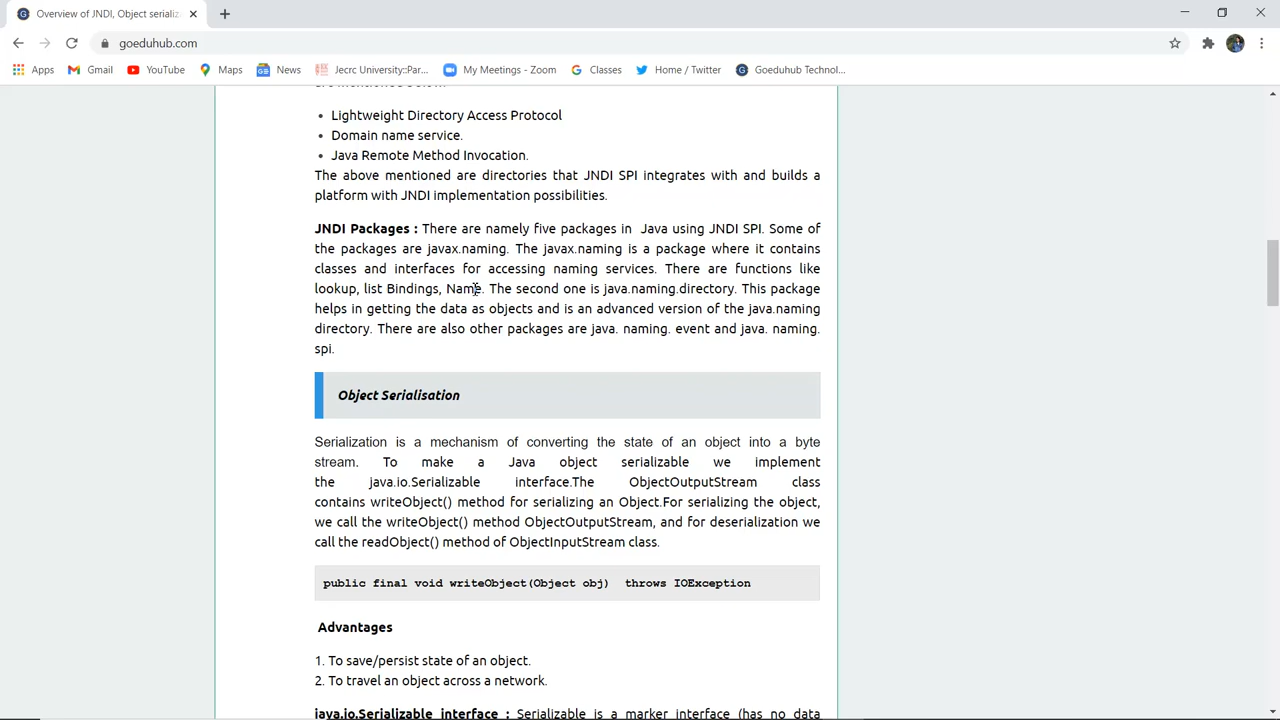 Overview of JNDI, Object serializ
goeduhub.com
Apps Gmail YouTube Maps News Jecrc University::Par... My Meetings - Zoom Classes Home / Twitter Goeduhub Technol...
Lightweight Directory Access Protocol
Domain name service.
Java Remote Method Invocation.
The above mentioned are directories that JNDI SPI integrates with and builds a
platform with JNDI implementation possibilities.
JNDI Packages : There are namely five packages in Java using JNDI SPI. Some of
the packages are javax.naming. The javax.naming is a package where it contains
classes and interfaces for accessing naming services. There are functions like
lookup, list Bindings, Name. The second one is java.naming.directory. This package
helps in getting the data as objects and is an advanced version of the java.naming
directory. There are also other packages are java. naming. event and java. naming.
spi.
Object Serialisation
Serialization is a mechanism of converting the state of an object into a byte
stream. To make a Java object serializable we implement
the java.io.Serializable interface.The ObjectOutputStream class
contains writeObject() method for serializing an Object.For serializing the object,
we call the writeObject() method ObjectOutputStream, and for deserialization we
call the readObject() method of ObjectInputStream class.
public final void writeObject(Object obj) throws IOException
Advantages
1. To save/persist state of an object.
2. To travel an object across a network.
java.io.Serializable interface : Serializable is a marker interface (has no data